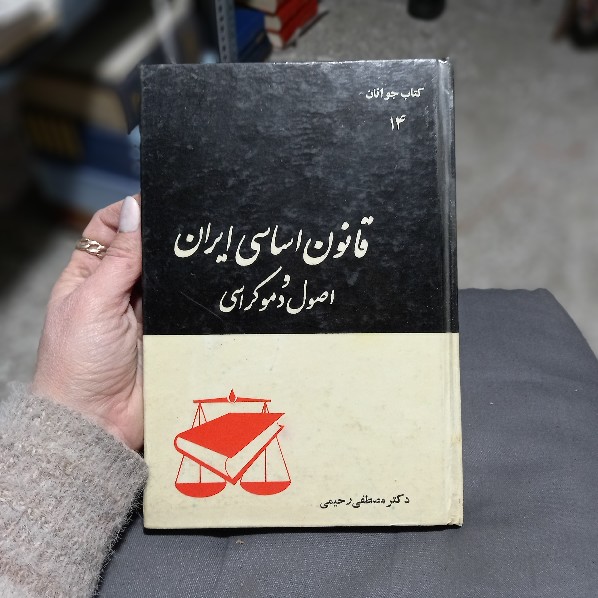 کتاب جوانان
۱۴
قانون اساسی ایران
و
اصول دموکراسی
دکتر مصطفی رحیمی